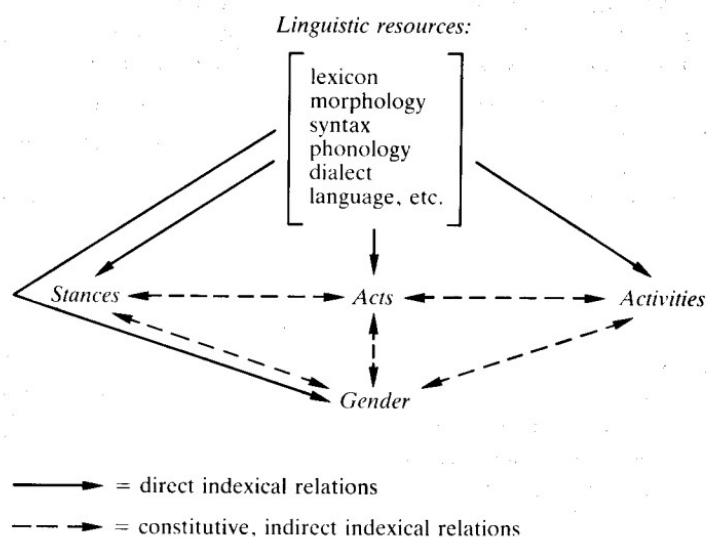 Linguistic resources:
lexicon
morphology
syntax
phonology
dialect
language, etc.
Stances Acts Activities
Gender
= direct indexical relations
= constitutive, indirect indexical relations